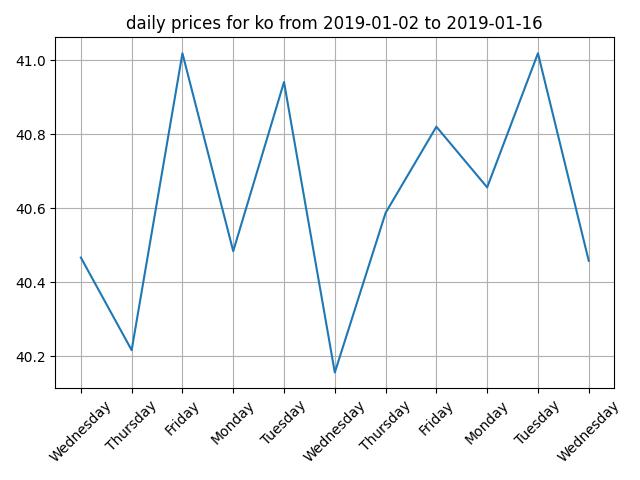 daily prices for ko from 2019-01-02 to 2019-01-16
41.0
40.8
40.6
40.4
40.2
Wednesday
Thursday
Friday
Monday
Tuesday
Wednesday
Thursday
Friday
Monday
Tuesday
Wednesday